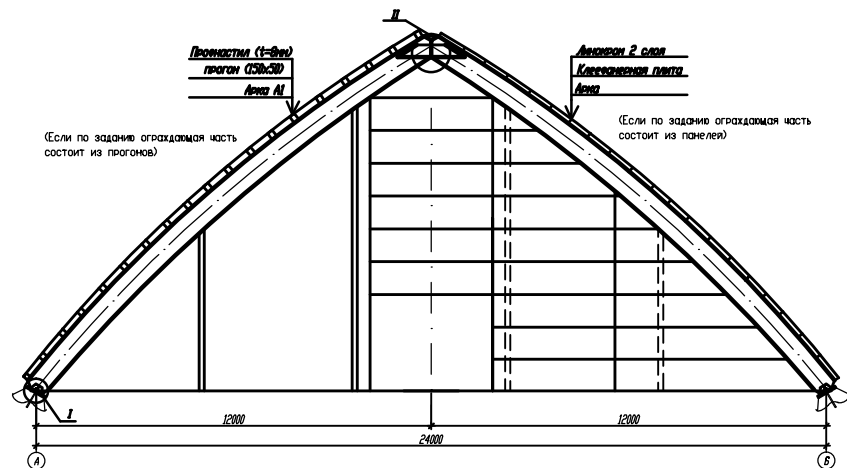 II
Профнастил (t=8мм)
прогон (150х50)
Арка А1
Линокром 2 слоя
Клеефанерная плита
Арка
(Если по заданию ограждающая часть
состоит из прогонов)
(Если по заданию ограждающая часть
состоит из панелей)
I
12000
12000
24000
А
Б